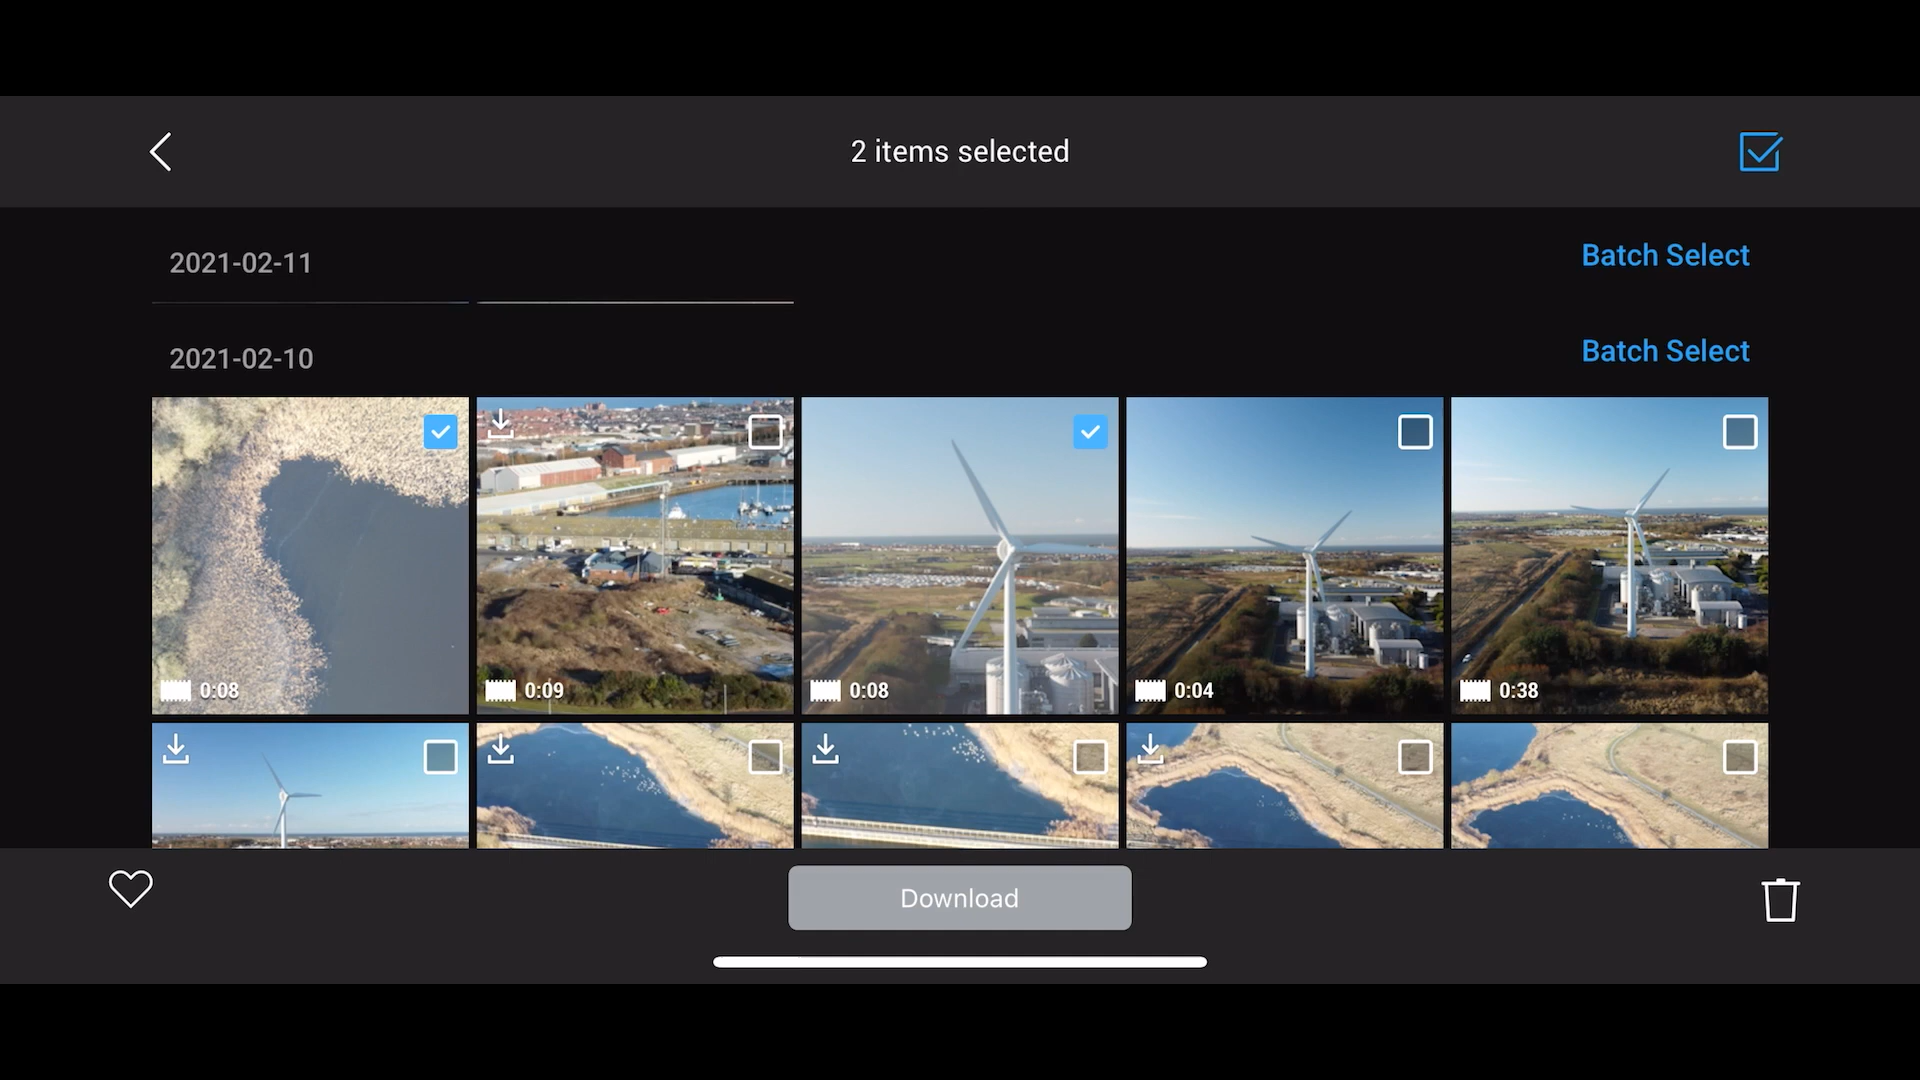 2 items selected
2021-02-11
Batch Select
2021-02-10
Batch Select
0:08
0:09
0:08
0:04
0:38
Download